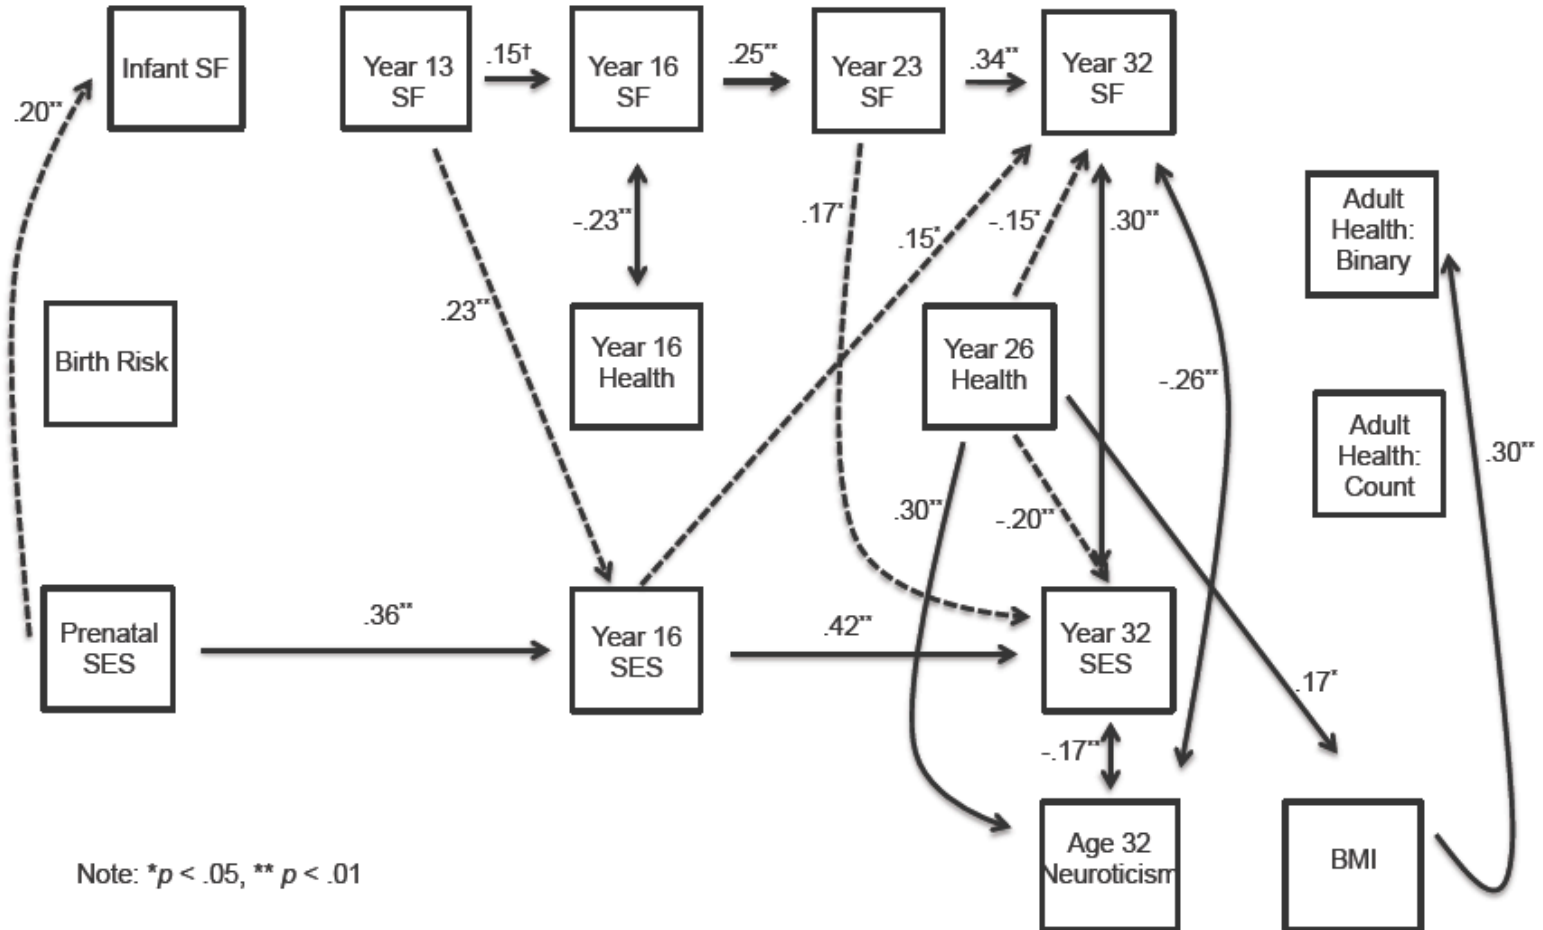 Infant SF
Year 13
SF
.15†
Year 16
SF
.25**
Year 23
SF
.34**
Year 32
SF
.20**
-.23**
.17*
.15*
-.15*
.30**
Adult
Health:
Binary
.23**
Birth Risk
Year 16
Health
Year 26
Health
-.26**
Adult
Health:
Count
.30**
.30**
-.20**
Prenatal
SES
.36**
Year 16
SES
.42**
Year 32
SES
.17*
-.17**
Age 32
Neuroticism
BMI
Note: *p < .05, ** p < .01